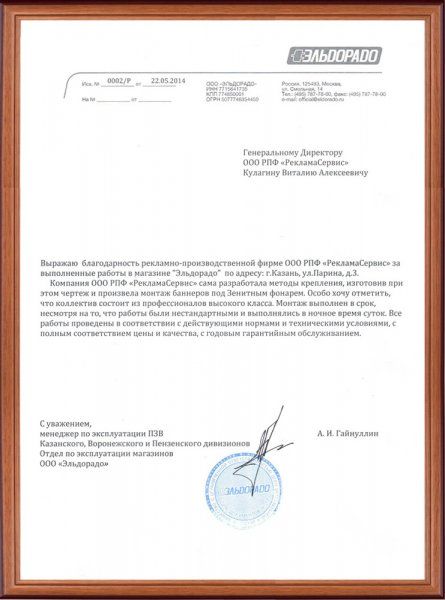 ЭЛЬДОРАДО
Исх. № 0002/Р от 22.05.2014
На № от
ООО «ЭЛЬДОРАДО»
ИНН 7715641735
КПП 774850001
ОГРН 5077746354450
Россия, 125493, Москва,
ул. Смольная, 14
Тел.: (495) 787-78-00, факс: (495) 787-78-00
e-mail: official@eldorado.ru
Генеральному Директору
ООО РПФ «РекламаСервис»
Кулагину Виталию Алексеевичу
Выражаю благодарность рекламно-производственной фирме ООО РПФ «РекламаСервис» за
выполненные работы в магазине "Эльдорадо" по адресу: г.Казань, ул.Парина, д.3.
Компания ООО РПФ «РекламаСервис» сама разработала методы крепления, изготовив при
этом чертеж и произвела монтаж баннеров под Зенитным фонарем. Особо хочу отметить,
что коллектив состоит из профессионалов высокого класса. Монтаж выполнен в срок,
несмотря на то, что работы были нестандартными и выполнялись в ночное время суток. Все
работы проведены в соответствии с действующими нормами и техническими условиями, с
полным соответствием цены и качества, с годовым гарантийным обслуживанием.
С уважением,
менеджер по эксплуатации ПЗВ
Казанского, Воронежского и Пензенского дивизионов
Отдел по эксплуатации магазинов
ООО «Эльдорадо»
А. И. Гайнуллин
ЭЛЬДОРАДО